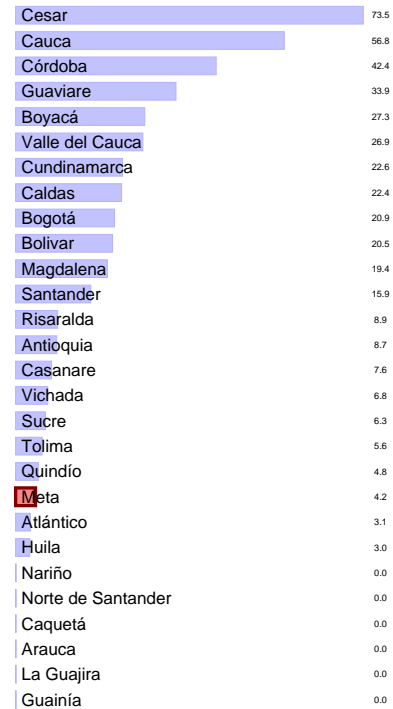 Cesar 73.5
Cauca 56.8
Córdoba 42.4
Guaviare 33.9
Boyacá 27.3
Valle del Cauca 26.9
Cundinamarca 22.6
Caldas 22.4
Bogotá 20.9
Bolivar 20.5
Magdalena 19.4
Santander 15.9
Risaralda 8.9
Antioquia 8.7
Casanare 7.6
Vichada 6.8
Sucre 6.3
Tolima 5.6
Quindío 4.8
Meta 4.2
Atlántico 3.1
Huila 3.0
Nariño 0.0
Norte de Santander 0.0
Caquetá 0.0
Arauca 0.0
La Guajira 0.0
Guainía 0.0